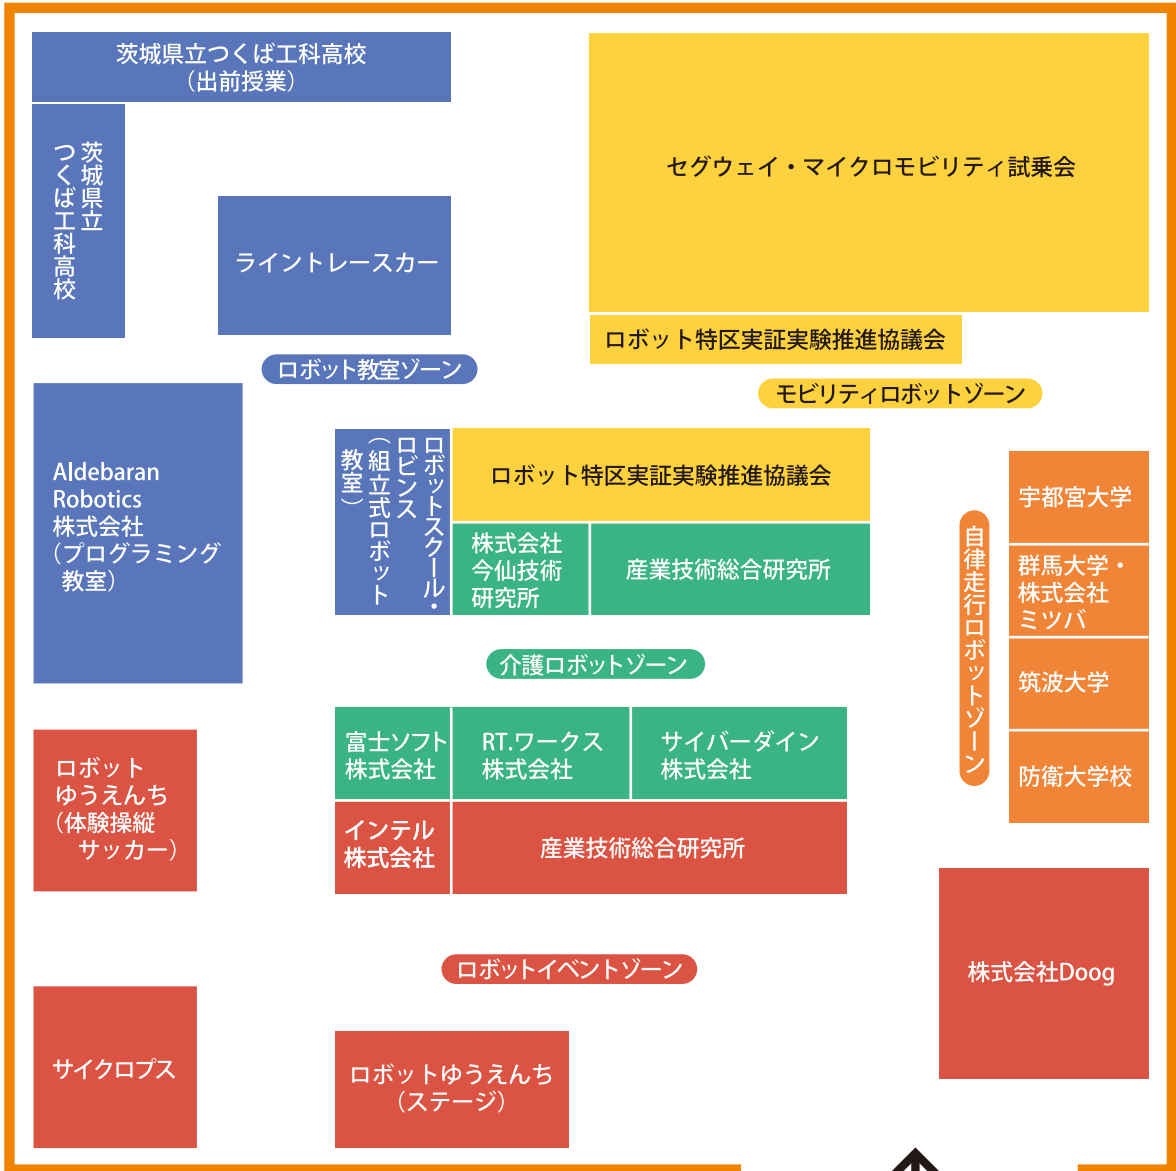 茨城県立つくば工科高校
（出前授業）
セグウェイ・マイクロモビリティ試乗会
茨城県立
つくば工科高校
ライントレースカー
ロボット特区実証実験推進協議会
ロボット教室ゾーン
モビリティロボットゾーン
Aldebaran
Robotics
株式会社
（プログラミング
教室）
ロボットスクール・
ロビンス
（組立式ロボット
教室）
ロボット特区実証実験推進協議会
株式会社
今仙技術
研究所
産業技術総合研究所
宇都宮大学
群馬大学・
株式会社
ミツバ
筑波大学
防衛大学校
自律走行ロボットゾーン
介護ロボットゾーン
富士ソフト
株式会社
RT.ワークス
株式会社
サイバーダイン
株式会社
ロボット
ゆうえんち
（体験操縦
サッカー）
インテル
株式会社
産業技術総合研究所
ロボットイベントゾーン
株式会社Doog
サイクロプス
ロボットゆうえんち
（ステージ）